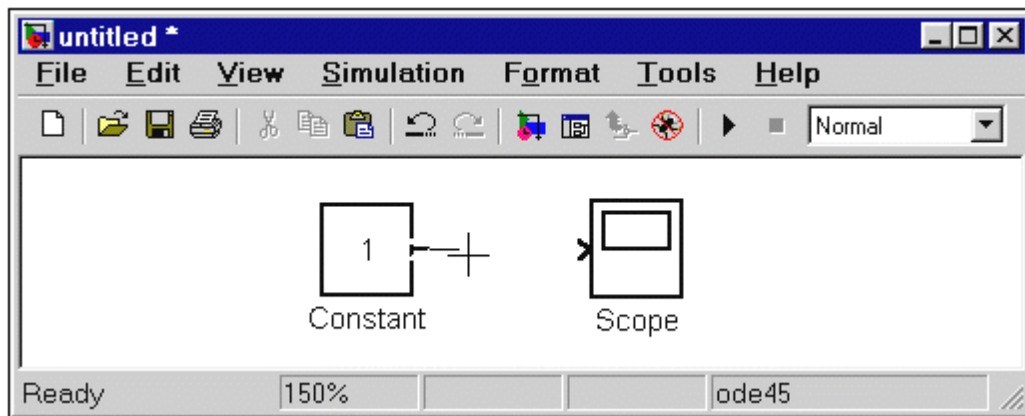 untitled *
File Edit View Simulation Format Tools Help
Normal
1
Constant Scope
Ready 150% ode45